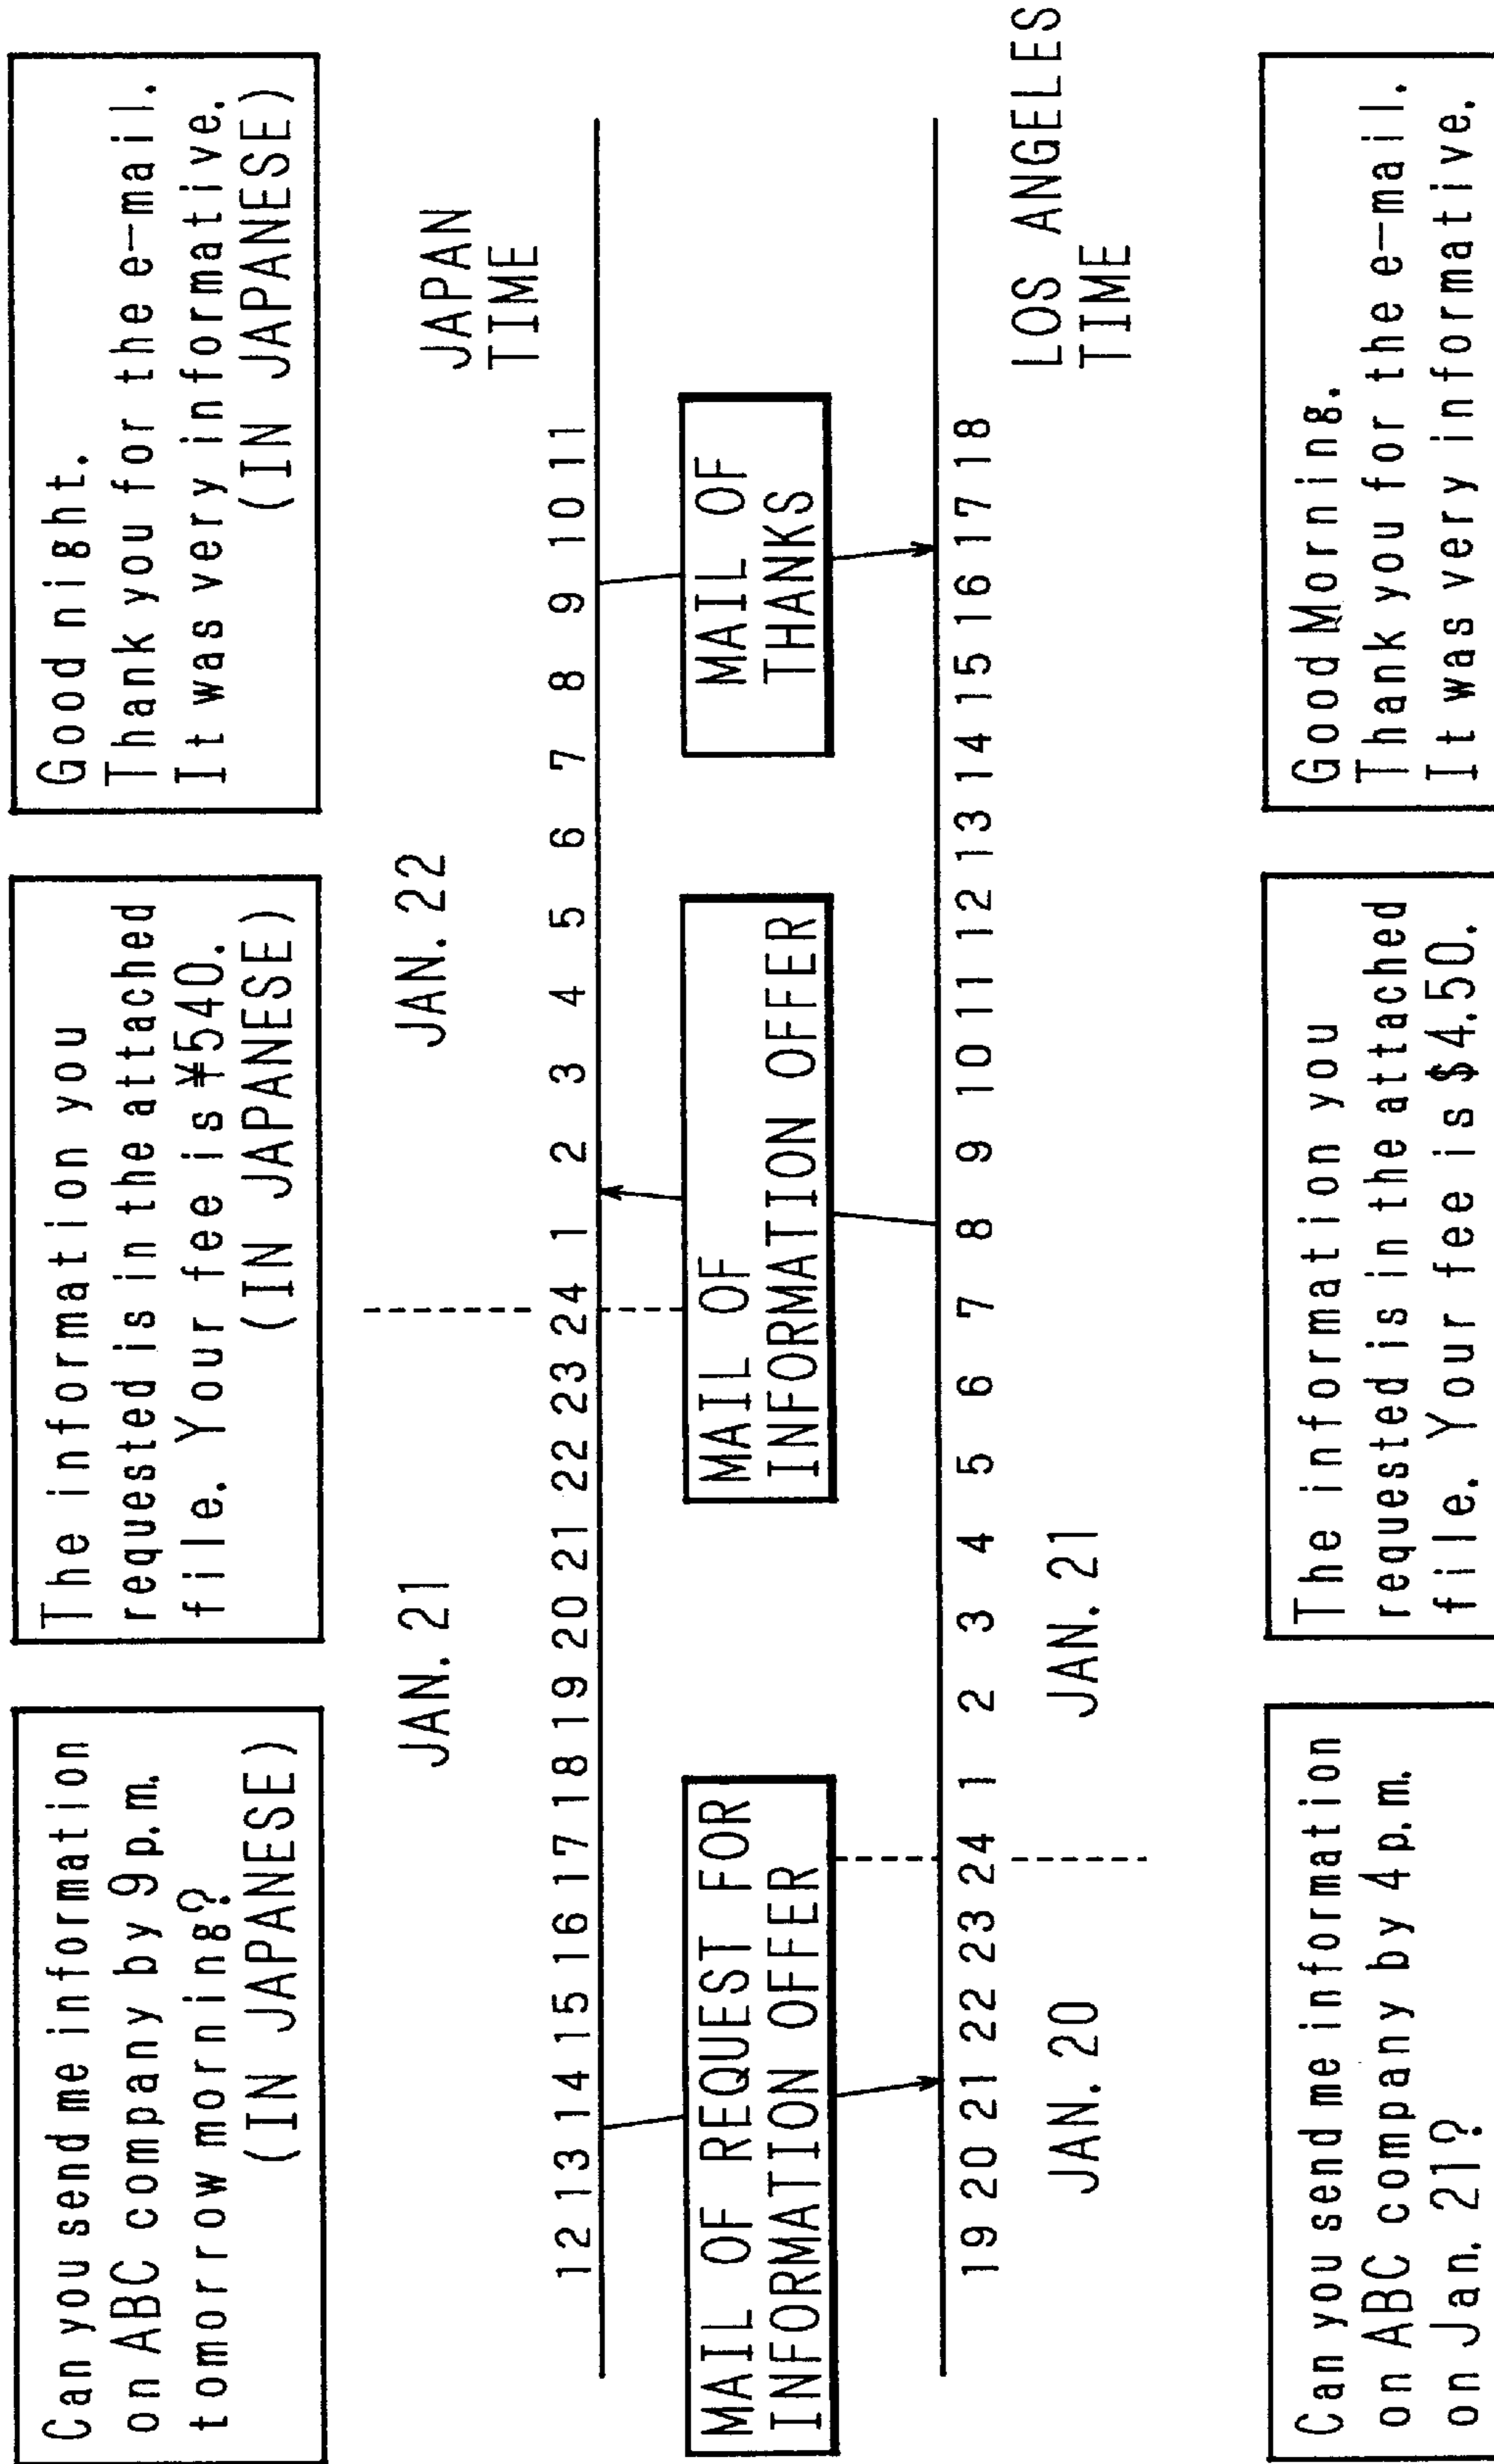 Can you send me information
on ABC company by 9 p.m.
tomorrow morning?
(IN JAPANESE)
The information you
requested is in the attached
file. Your fee is ¥540.
(IN JAPANESE)
Good night.
Thank you for the e-mail.
It was very informative.
(IN JAPANESE)
JAN. 21
JAN. 22
JAPAN
TIME
12 13 14 15 16 17 18 19 20 21 22 23 24 1 2 3 4 5 6 7 8 9 10 11
MAIL OF REQUEST FOR
INFORMATION OFFER
MAIL OF
INFORMATION OFFER
MAIL OF
THANKS
19 20 21 22 23 24 1 2 3 4 5 6 7 8 9 10 11 12 13 14 15 16 17 18
JAN. 20
JAN. 21
LOS ANGELES
TIME
Can you send me information
on ABC company by 4 p.m.
on Jan. 21?
The information you
requested is in the attached
file. Your fee is $4.50.
Good Morning.
Thank you for the e-mail.
It was very informative.